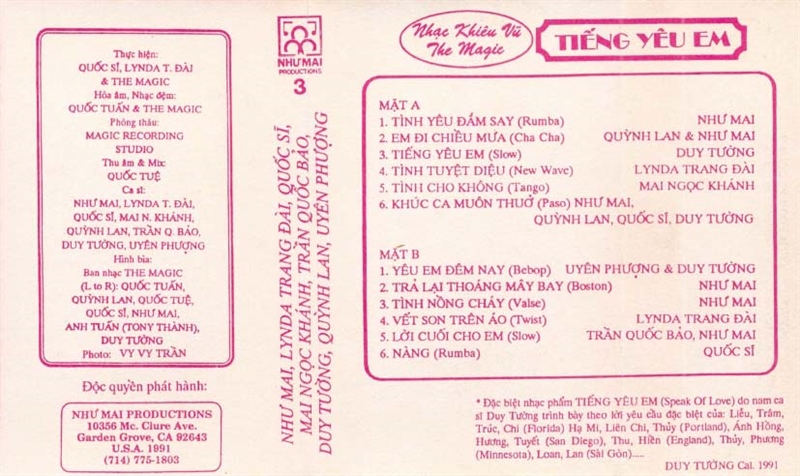 Thực hiện:
QUỐC SĨ, LYNDA T. ĐÀI
& THE MAGIC
Hòa âm, Nhạc đệm:
QUỐC TUẤN & THE MAGIC
Phòng thâu:
MAGIC RECORDING
STUDIO
Thu âm & Mix:
QUỐC TUỆ
Ca sĩ:
NHƯ MAI, LYNDA T. ĐÀI,
QUỐC SĨ, MAI N. KHÁNH,
QUỲNH LAN, TRẦN Q. BẢO,
DUY TƯỜNG, UYÊN PHƯỢNG
Hình bìa:
Ban nhạc THE MAGIC
(L to R): QUỐC TUẤN,
QUỲNH LAN, QUỐC TUỆ,
QUỐC SĨ, NHƯ MAI,
ANH TUẤN (TONY THÀNH),
DUY TƯỜNG
Photo: VY VY TRẦN
Độc quyền phát hành:
NHƯ MAI PRODUCTIONS
10356 Mc. Clure Ave.
Garden Grove, CA 92643
U.S.A. 1991
(714) 775-1803
NHƯ MAI
PRODUCTIONS
3
NHƯ MAI, LYNDA TRANG ĐÀI, QUỐC SĨ,
MAI NGỌC KHÁNH, TRẦN QUỐC BẢO,
DUY TƯỜNG, QUỲNH LAN, UYÊN PHƯỢNG
Nhạc Khiêu Vũ
The Magic
TIẾNG YÊU EM
MẶT A
1. TÌNH YÊU ĐẮM SAY (Rumba) NHƯ MAI
2. EM ĐI CHIỀU MƯA (Cha Cha) QUỲNH LAN & NHƯ MAI
3. TIẾNG YÊU EM (Slow) DUY TƯỜNG
4. TÌNH TUYỆT DIỆU (New Wave) LYNDA TRANG ĐÀI
5. TÌNH CHO KHÔNG (Tango) MAI NGỌC KHÁNH
6. KHÚC CA MUÔN THUỞ (Paso) NHƯ MAI,
QUỲNH LAN, QUỐC SĨ, DUY TƯỜNG
MẶT B
1. YÊU EM ĐÊM NAY (Bebop) UYÊN PHƯỢNG & DUY TƯỜNG
2. TRẢ LẠI THOÁNG MÂY BAY (Boston) NHƯ MAI
3. TÌNH NỒNG CHÁY (Valse) NHƯ MAI
4. VẾT SON TRÊN ÁO (Twist) LYNDA TRANG ĐÀI
5. LỜI CUỐI CHO EM (Slow) TRẦN QUỐC BẢO, NHƯ MAI
6. NÀNG (Rumba) QUỐC SĨ
* Đặc biệt nhạc phẩm TIẾNG YÊU EM (Speak Of Love) do nam ca
sĩ Duy Tường trình bày theo lời yêu cầu đặc biệt của: Liễu, Trâm,
Trúc, Chi (Florida) Hạ Mi, Liên Chi, Thủy (Portland), Ánh Hồng,
Hương, Tuyết (San Diego), Thu, Hiền (England), Thủy, Phương
(Minnesota), Loan, Lan (Sài Gòn).....
DUY TƯỜNG Cal. 1991